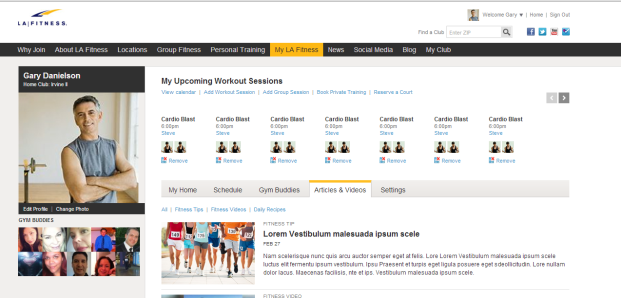 Welcome Gary ▼ | Home | Sign Out
LA|FITNESS.
Find a Club Enter ZIP
Why Join About LA Fitness Locations Group Fitness Personal Training My LA Fitness News Social Media Blog My Club
Gary Danielson
Home Club: Irvine II
My Upcoming Workout Sessions
View calendar | Add Workout Session | Add Group Session | Book Private Training | Reserve a Court
Cardio Blast Cardio Blast Cardio Blast Cardio Blast Cardio Blast Cardio Blast Cardio Blast
6:00pm 6:00pm 6:00pm 6:00pm 6:00pm 6:00pm 6:00pm
Steve Steve Steve Steve Steve Steve Steve
Remove Remove Remove Remove Remove Remove Remove
My Home Schedule Gym Buddies Articles & Videos Settings
Edit Profile | Change Photo
All | Fitness Tips | Fitness Videos | Daily Recipes
GYM BUDDIES
FITNESS TIP
Lorem Vestibulum malesuada ipsum scele
FEB 27
Nam scelerisque nunc quis arcu auctor semper eget at felis. Lorem Lorem Vestibulum malesuada ipsum scele
luctus elit fermentum ipsum vestibulum. Ipsu Praesent et turpis eget ligula posuere eget sdeollicitudin. Lore nullam
dolor lacus. Maecenas facilisis, nte et ips. Vestibulum malesuada ipsum scele.
FITNESS VIDEO